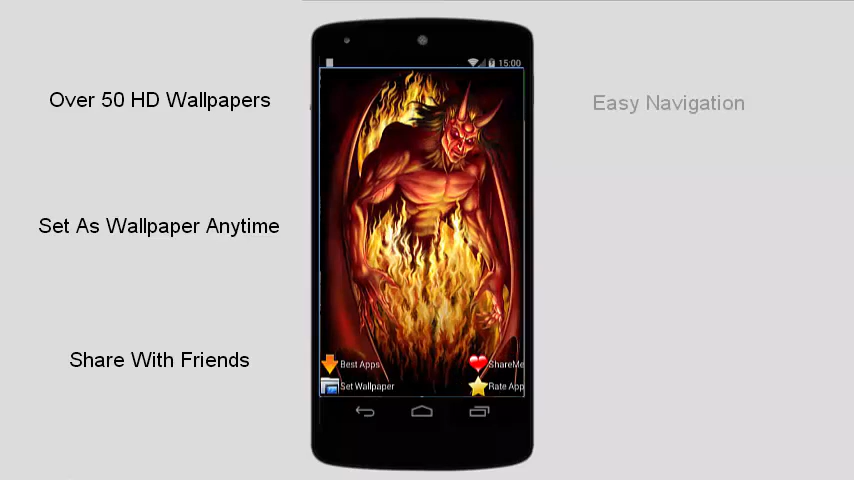 15:00
Over 50 HD Wallpapers
Easy Navigation
Set As Wallpaper Anytime
Share With Friends
Best Apps
ShareMe
Set Wallpaper
Rate App